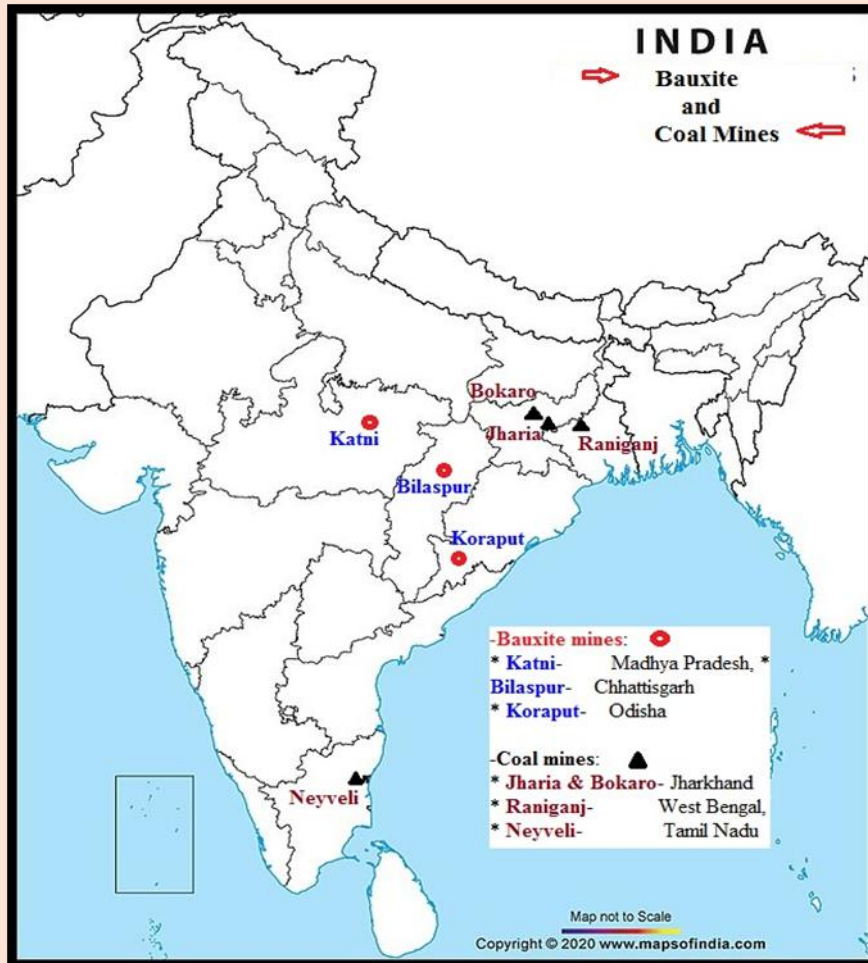 INDIA
Bauxite
and
Coal Mines
Bokaro
Jharia
Raniganj
Katni
Bilaspur
Koraput
-Bauxite mines:
* Katni- Madhya Pradesh, *
Bilaspur- Chhattisgarh
* Koraput- Odisha
-Coal mines:
* Jharia & Bokaro- Jharkhand
* Raniganj- West Bengal,
* Neyveli- Tamil Nadu
Neyveli
Map not to Scale
Copyright © 2020 www.mapsofindia.com